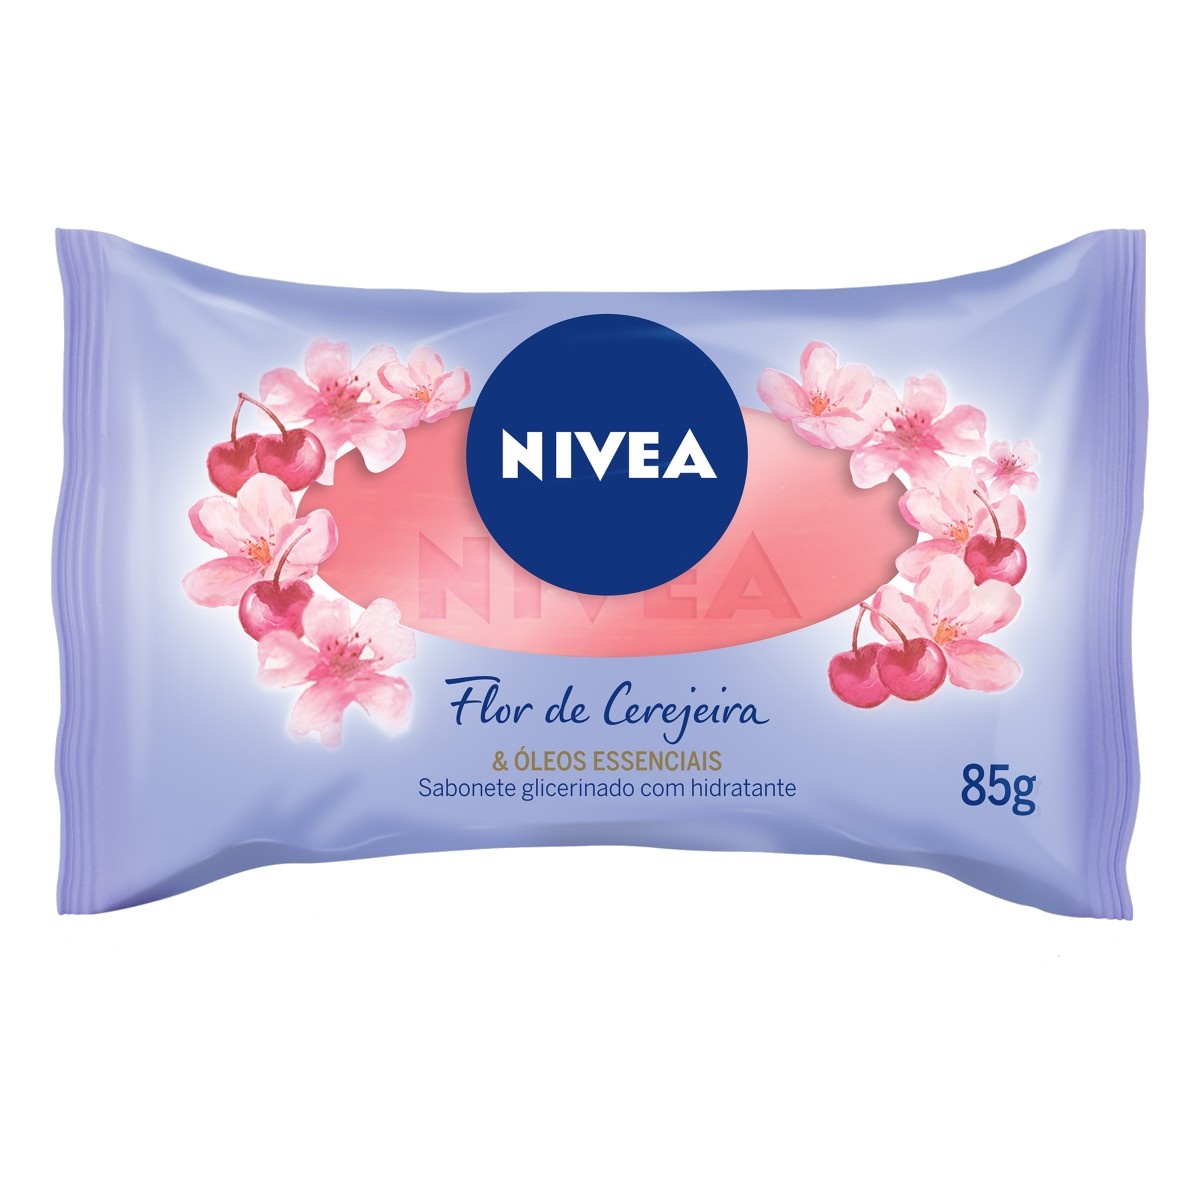 NIVEA
NIVEA
Flor de Cerejeira
& ÓLEOS ESSENCIAIS
Sabonete glicerinado com hidratante
85g